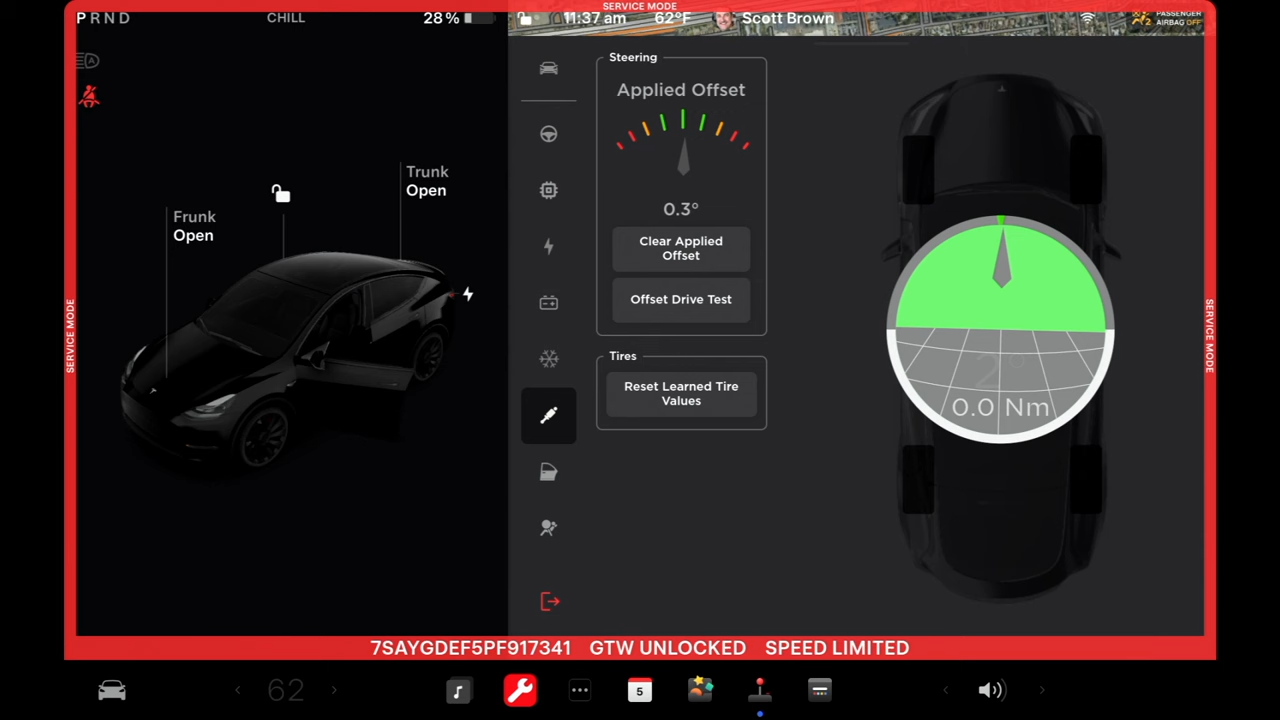 SERVICE MODE
P R N D
CHILL
28 %
11:37 am
62°F
Scott Brown
PASSENGER
AIRBAG OFF
A
Trunk
Open
Frunk
Open
SERVICE MODE
Steering
Applied Offset
0.3°
Clear Applied
Offset
Offset Drive Test
Tires
Reset Learned Tire
Values
2°
0.0 Nm
SERVICE MODE
7SAYGDEF5PF917341 GTW UNLOCKED SPEED LIMITED
62
5